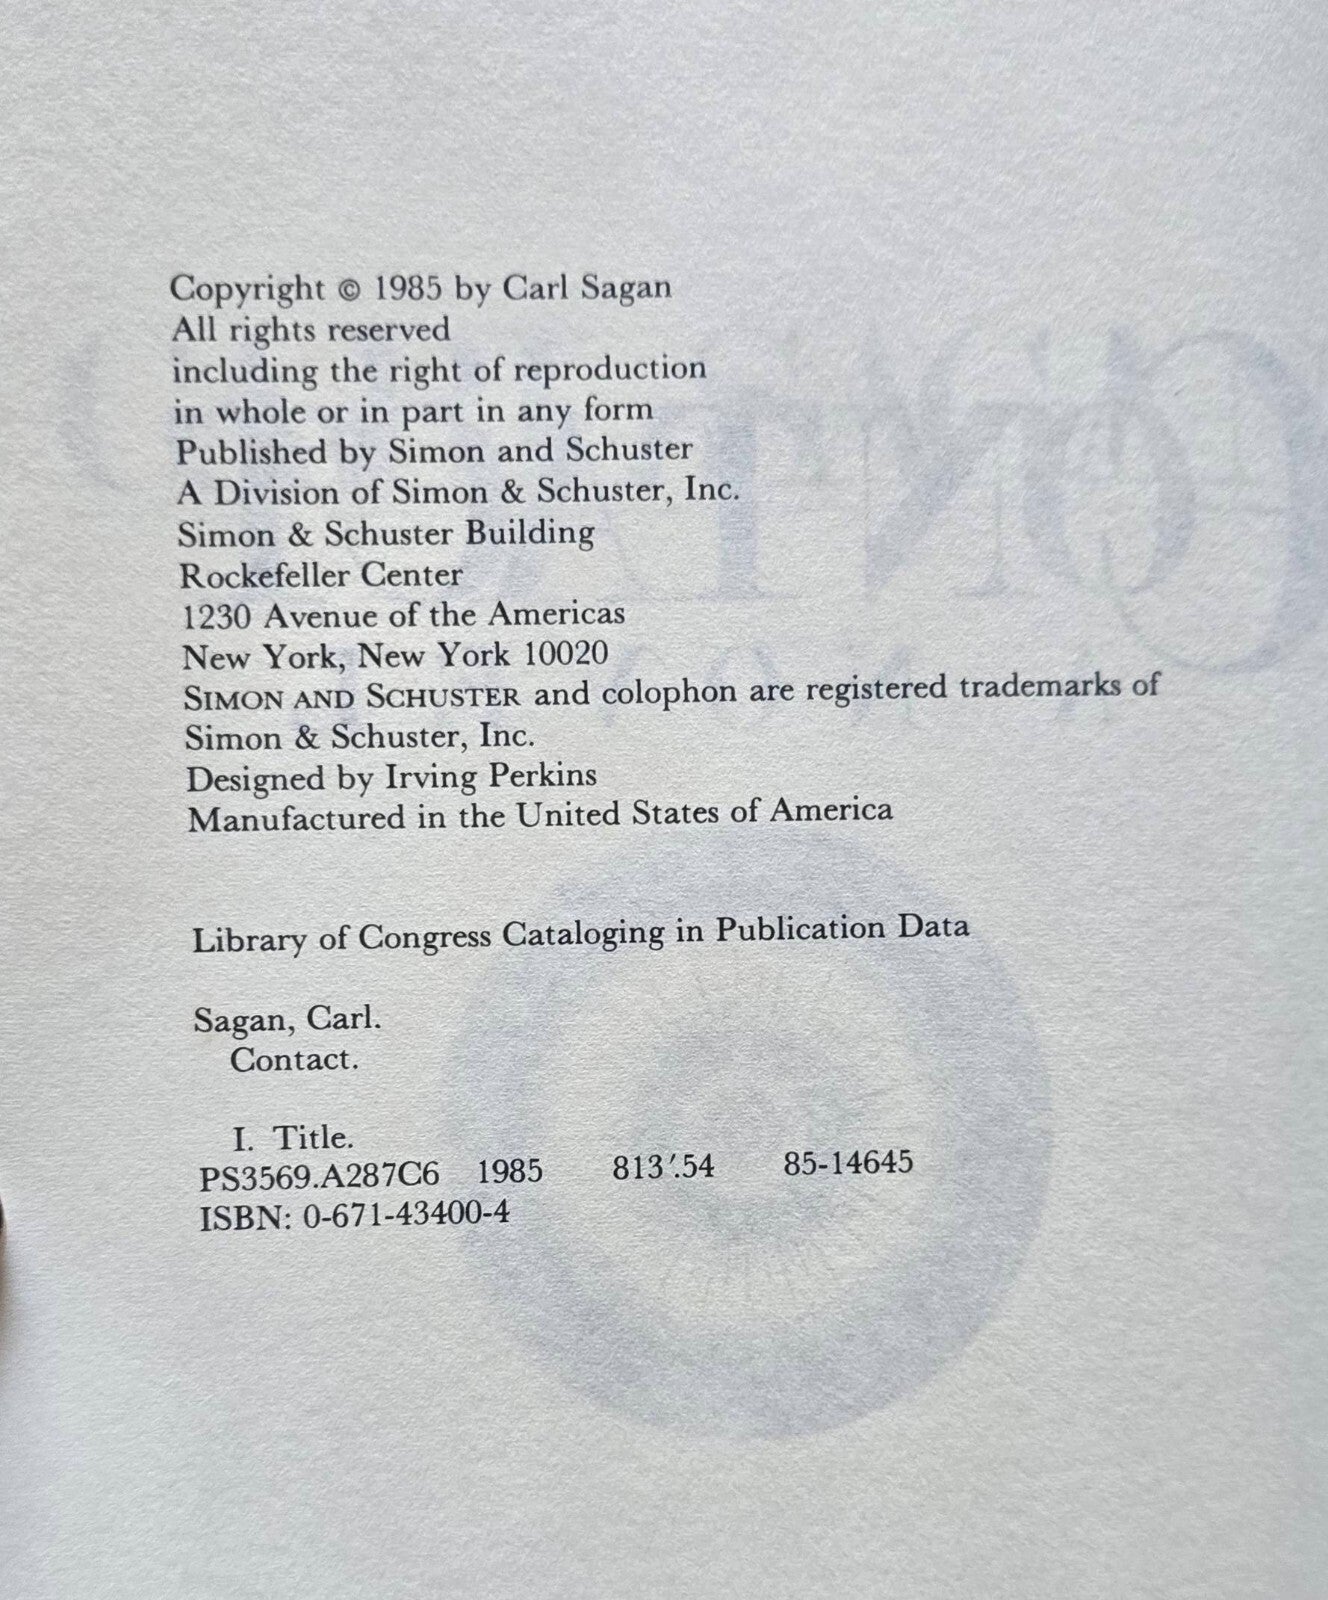 Copyright © 1985 by Carl Sagan
All rights reserved
including the right of reproduction
in whole or in part in any form
Published by Simon and Schuster
A Division of Simon & Schuster, Inc.
Simon & Schuster Building
Rockefeller Center
1230 Avenue of the Americas
New York, New York 10020
SIMON AND SCHUSTER and colophon are registered trademarks of
Simon & Schuster, Inc.
Designed by Irving Perkins
Manufactured in the United States of America
Library of Congress Cataloging in Publication Data
Sagan, Carl.
Contact.
I. Title.
PS3569.A287C6 1985 813′.54 85-14645
ISBN: 0-671-43400-4